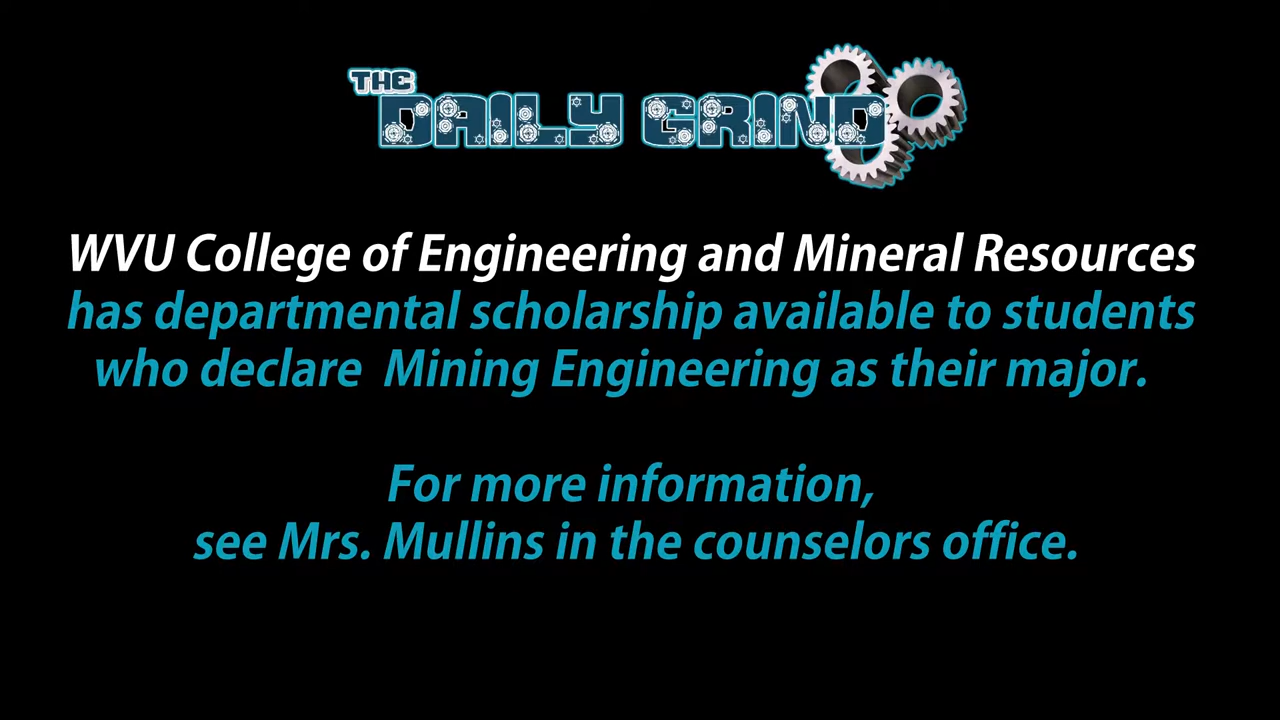 THE
DAILY GRIND
WVU College of Engineering and Mineral Resources
has departmental scholarship available to students
who declare  Mining Engineering as their major.
For more information,
see Mrs. Mullins in the counselors office.